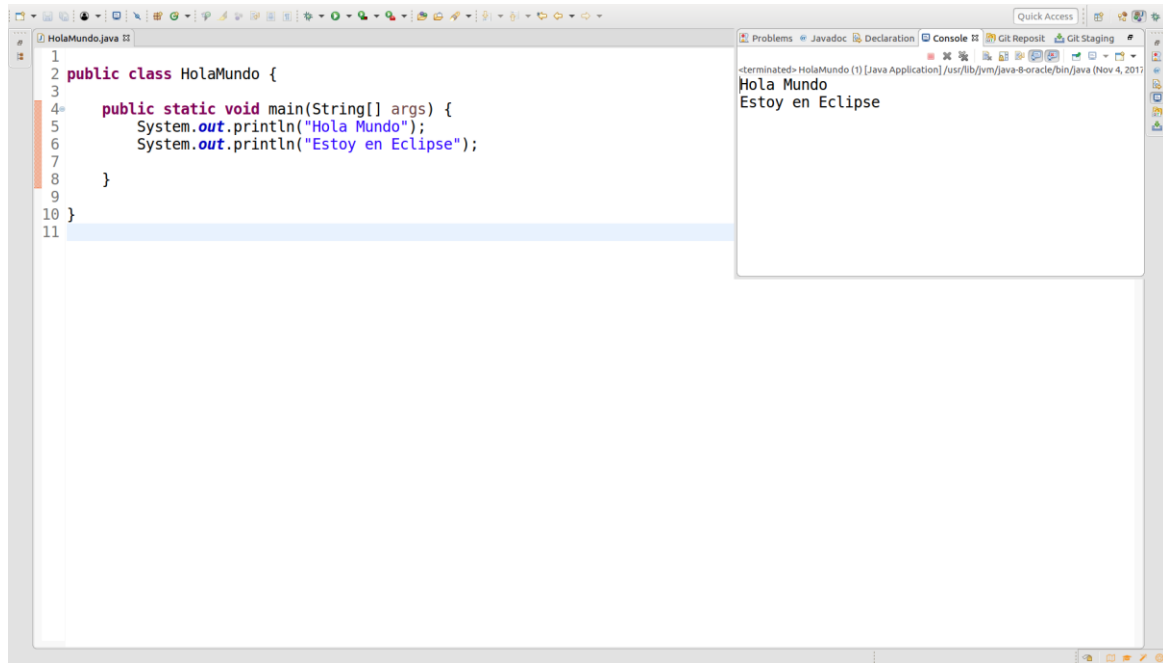 Quick Access
HolaMundo.java
1
2 public class HolaMundo {
3
4 public static void main(String[] args) {
5 System.out.println("Hola Mundo");
6 System.out.println("Estoy en Eclipse");
7
8 }
9
10 }
11
Problems Javadoc Declaration Console Git Reposit Git Staging
<terminated> HolaMundo (1) [Java Application] /usr/lib/jvm/java-8-oracle/bin/java (Nov 4, 2017
Hola Mundo
Estoy en Eclipse